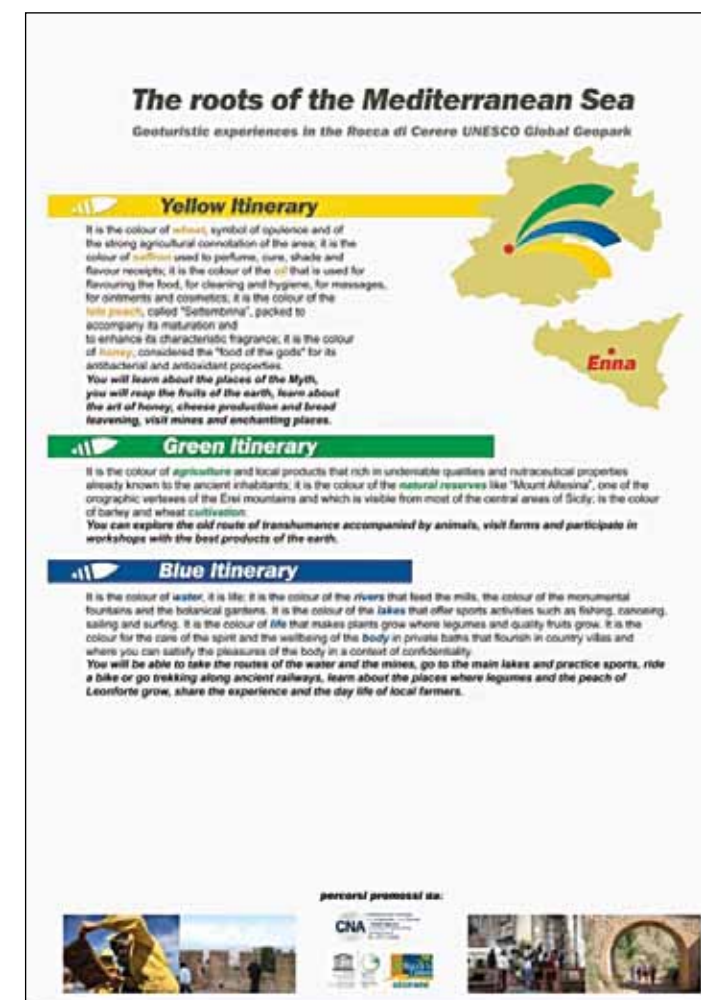 The roots of the Mediterranean Sea
Geoturistic experiences in the Rocca di Cerere UNESCO Global Geopark
Yellow Itinerary
It is the colour of wheat, symbol of opulence and of
the strong agricultural connotation of the area; it is the
colour of saffron used to perfume, cure, shade and
flavour receipts; it is the colour of the oil that is used for
flavouring the food, for cleaning and hygiene, for massages,
for ointments and cosmetics; it is the colour of the
late peach, called "Settembrina", packed to
accompany its maturation and
to enhance its characteristic fragrance; it is the colour
of honey, considered the "food of the gods" for its
antibacterial and antioxidant properties.
You will learn about the places of the Myth,
you will reap the fruits of the earth, learn about
the art of honey, cheese production and bread
leavening, visit mines and enchanting places.
Enna
Green Itinerary
It is the colour of agriculture and local products that rich in undeniable qualities and nutraceutical properties
already known to the ancient inhabitants; it is the colour of the natural reserves like "Mount Altesina", one of the
orographic vertexes of the Erei mountains and which is visible from most of the central areas of Sicily; is the colour
of barley and wheat cultivation.
You can explore the old route of transhumance accompanied by animals, visit farms and participate in
workshops with the best products of the earth.
Blue Itinerary
It is the colour of water, it is life; it is the colour of the rivers that feed the mills, the colour of the monumental
fountains and the botanical gardens. It is the colour of the lakes that offer sports activities such as fishing, canoeing,
sailing and surfing. It is the colour of life that makes plants grow where legumes and quality fruits grow. It is the
colour for the care of the spirit and the wellbeing of the body in private baths that flourish in country villas and
where you can satisfy the pleasures of the body in a context of confidentiality.
You will be able to take the routes of the water and the mines, go to the main lakes and practice sports, ride
a bike or go trekking along ancient railways, learn about the places where legumes and the peach of
Leonforte grow, share the experience and the day life of local farmers.
percorsi promossi da:
CNA
GEOPARK